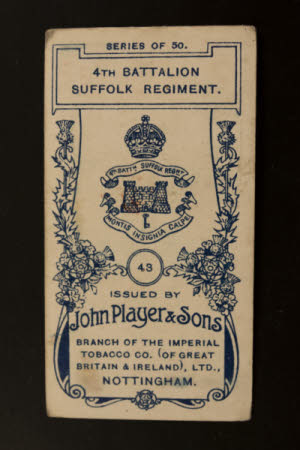 SERIES OF 50.
4TH BATTALION
SUFFOLK REGIMENT.
4TH BATTN SUFFOLK REGMT
MONTIS INSIGNIA CALPE
43
ISSUED BY
John Player & Sons
BRANCH OF THE IMPERIAL
TOBACCO CO. (OF GREAT
BRITAIN & IRELAND), LTD.,
NOTTINGHAM.